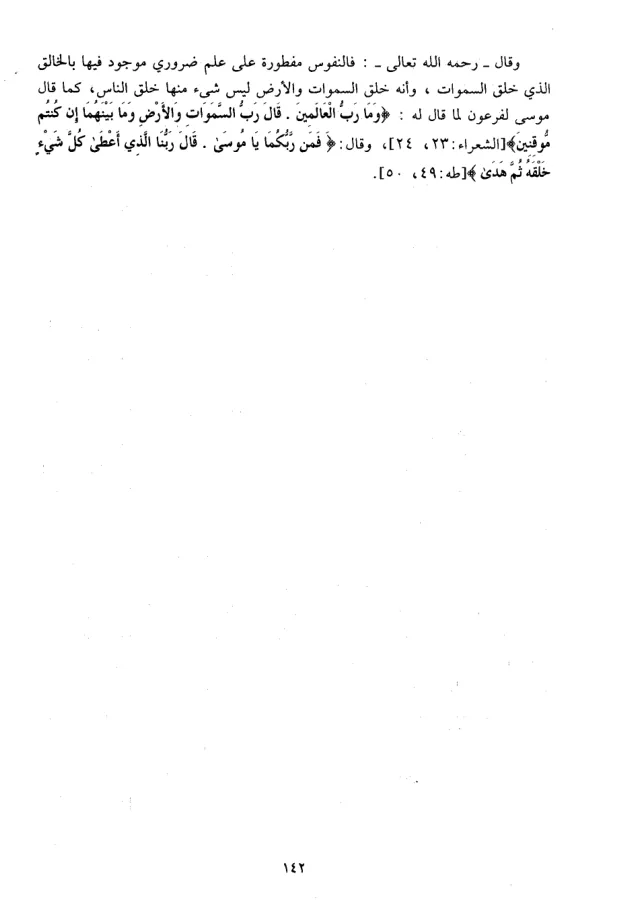 وقال ـ رحمه الله تعالى ـ : فالنفوس مفطورة على علم ضروري موجود فيها بالخالق
الذي خلق السموات ، وأنه خلق السموات والأرض ليس شىء منها خلق الناس، كما قال
موسى لفرعون لما قال له : ﴿وَمَا رَبُّ الْعَالَمِينَ . قَالَ رَبُّ السَّمَوَاتِ وَالأَرْضِ وَمَا بَيْنَهُمَا إِن كُنتُم
مُّوقِنِينَ﴾[الشعراء:٢٣، ٢٤]، وقال:﴿ فَمَن رَّبُّكُمَا يَا مُوسَىٰ . قَالَ رَبُّنَا الَّذِي أَعْطَىٰ كُلَّ شَيْءٍ
خَلْقَهُ ثُمَّ هَدَىٰ ﴾[طه:٤٩، ٥٠].
١٤٢